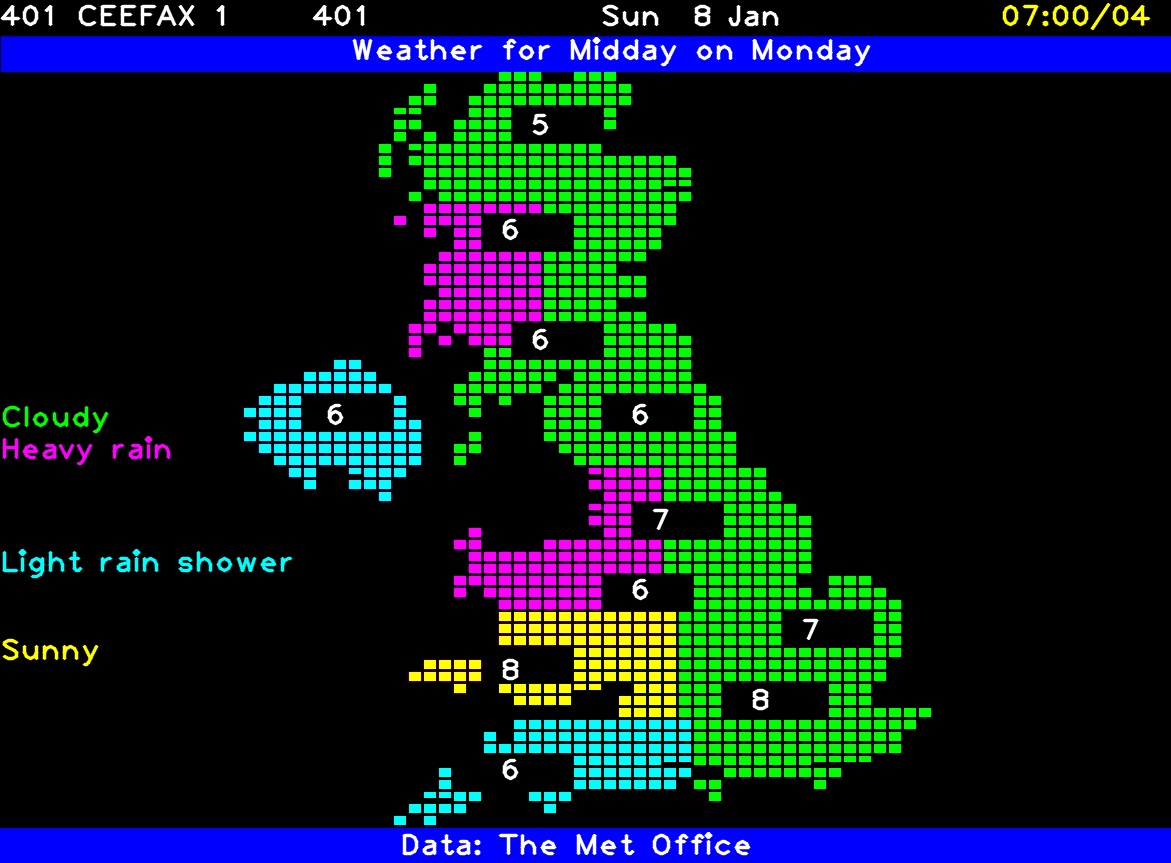 401 CEEFAX 1 401 Sun 8 Jan 07:00/04
Weather for Midday on Monday
5
6
6
6 6
Cloudy
Heavy rain
7
Light rain shower
6
7
Sunny
8
8
6
Data: The Met Office